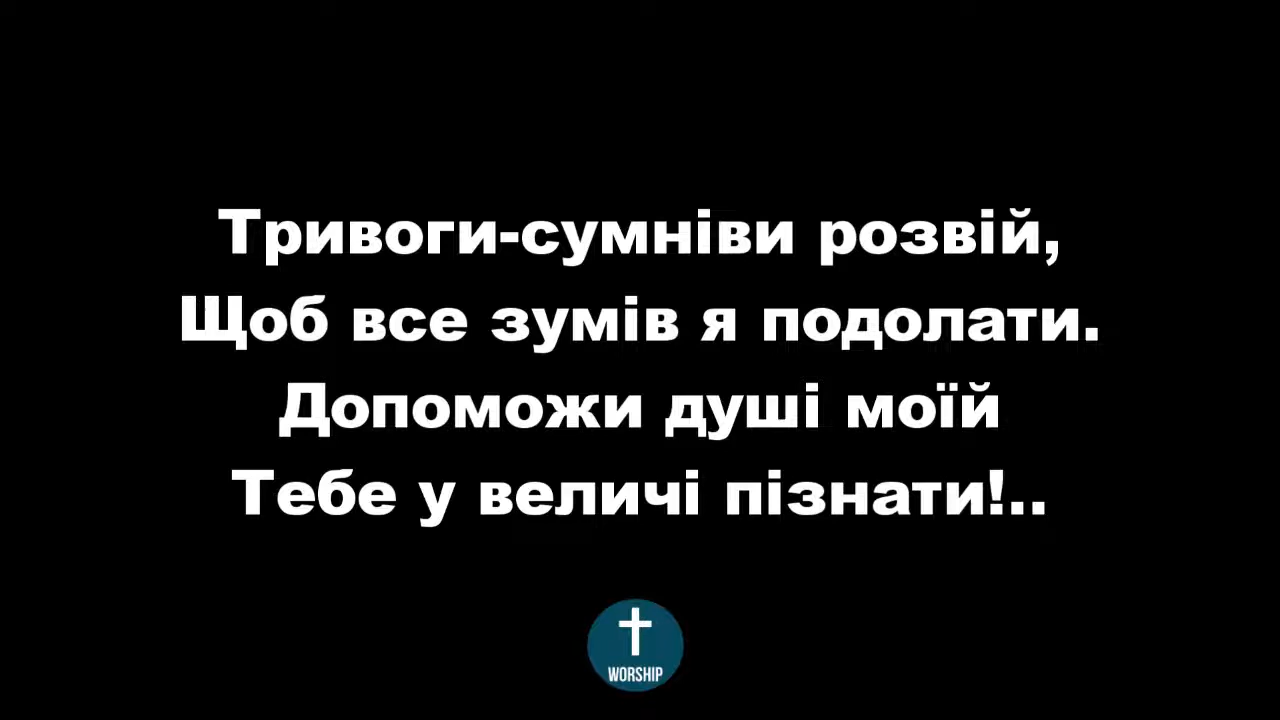 Тривоги-сумніви розвій,
Щоб все зумів я подолати.
Допоможи душі моїй
Тебе у величі пізнати!..
WORSHIP